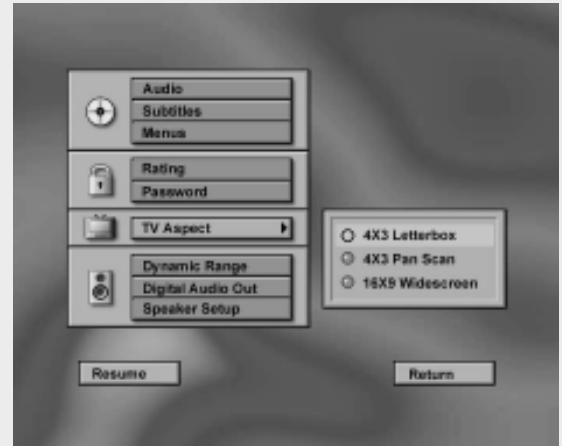 Audio
Subtitles
Menus
Rating
Password
TV Aspect
4X3 Letterbox
4X3 Pan Scan
16X9 Widescreen
Dynamic Range
Digital Audio Out
Speaker Setup
Resume
Return